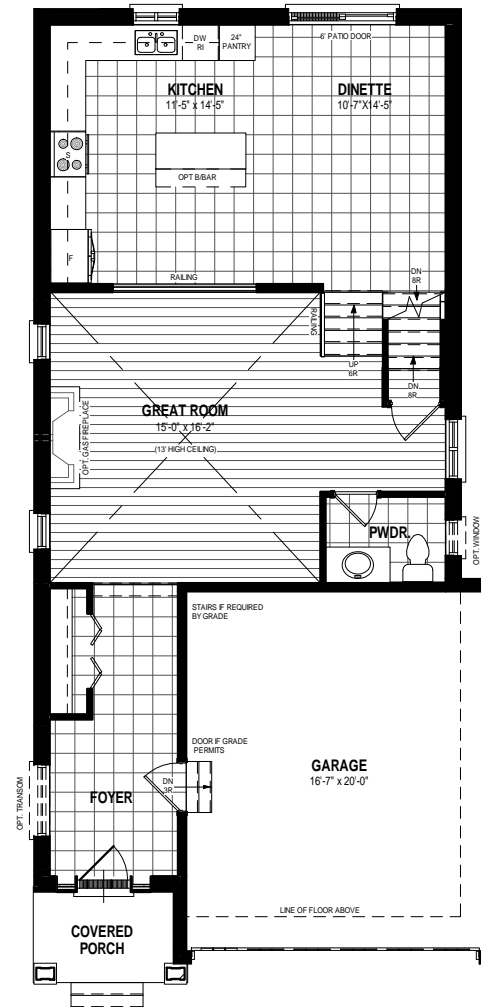 DW
RI
24"
PANTRY
6' PATIO DOOR
KITCHEN
11'-5" x 14'-5"
DINETTE
10'-7"X14'-5"
S
OPT B/BAR
F
RAILING
DN
8R
RAILING
UP
6R
DN
8R
GREAT ROOM
15'-0" x 16'-2"
(13' HIGH CEILING)
OPT. GAS FIREPLACE
PWDR.
OPT. WINDOW
STAIRS IF REQUIRED
BY GRADE
DOOR IF GRADE
PERMITS
GARAGE
16'-7" x 20'-0"
DN
3R
FOYER
OPT. TRANSOM
LINE OF FLOOR ABOVE
COVERED
PORCH